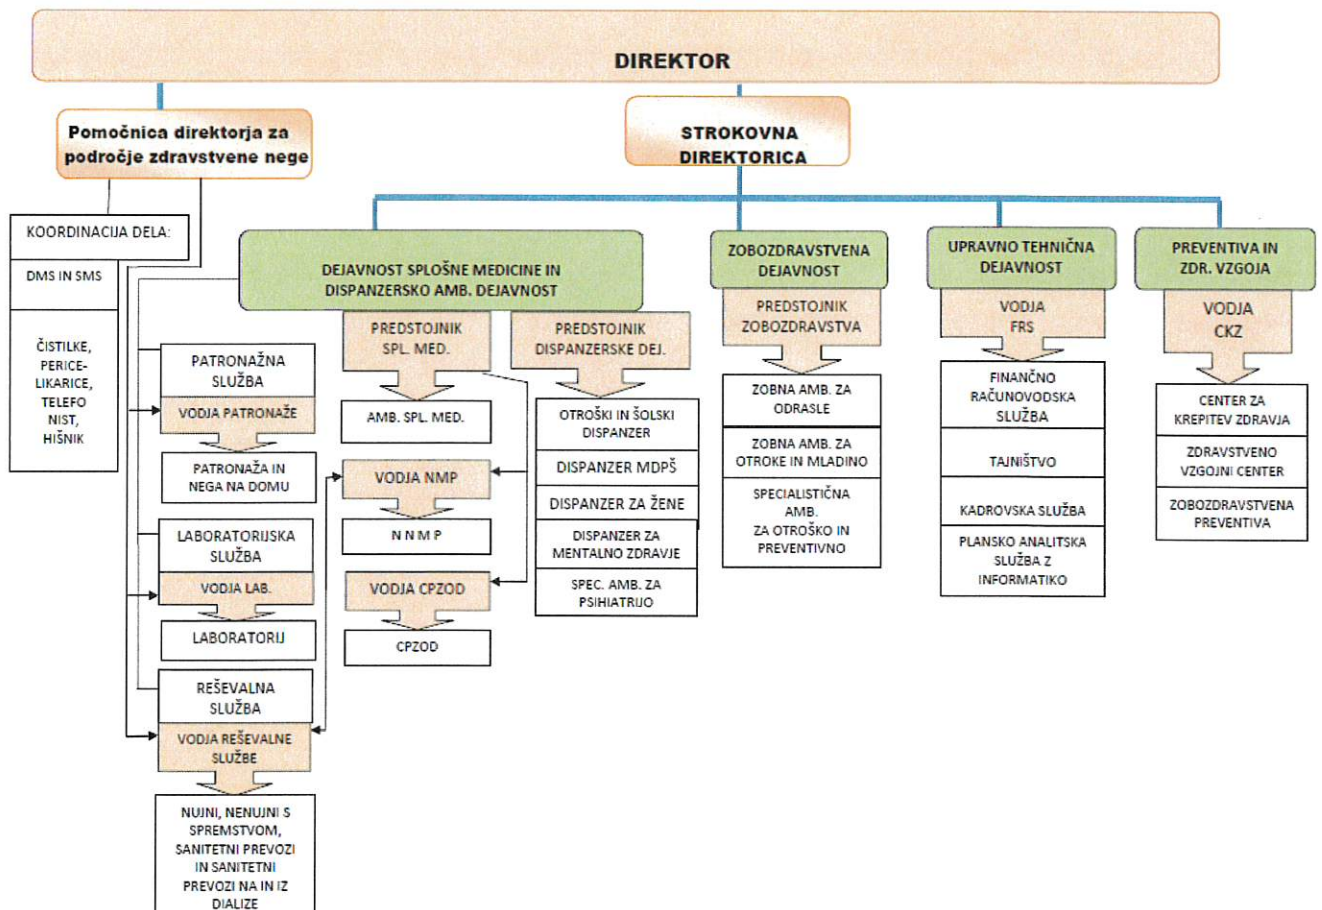 DIREKTOR
Pomočnica direktorja za
področje zdravstvene nege
STROKOVNA
DIREKTORICA
KOORDINACIJA DELA:
DMS IN SMS
ČISTILKE,
PERICE-
LIKARICE,
TELEFO
NIST,
HIŠNIK
DEJAVNOST SPLOŠNE MEDICINE IN
DISPANZERSKO AMB. DEJAVNOST
PATRONAŽNA
SLUŽBA
VODJA PATRONAŽE
PATRONAŽA IN
NEGA NA DOMU
LABORATORIJSKA
SLUŽBA
VODJA LAB.
LABORATORIJ
REŠEVALNA
SLUŽBA
VODJA REŠEVALNE
SLUŽBE
NUJNI, NENUJNI S
SPREMSTVOM,
SANITETNI PREVOZI
IN SANITETNI
PREVOZI NA IN IZ
DIALIZE
PREDSTOJNIK
SPL. MED.
AMB. SPL. MED.
VODJA NMP
N N M P
VODJA CPZOD
CPZOD
PREDSTOJNIK
DISPANZERSKE DEJ.
OTROŠKI IN ŠOLSKI
DISPANZER
DISPANZER MDPŠ
DISPANZER ZA ŽENE
DISPANZER ZA
MENTALNO ZDRAVJE
SPEC. AMB. ZA
PSIHIATRIJO
ZOBOZDRAVSTVENA
DEJAVNOST
PREDSTOJNIK
ZOBOZDRAVSTVA
ZOBNA AMB. ZA
ODRASLE
ZOBNA AMB. ZA
OTROKE IN MLADINO
SPECIALISTIČNA
AMB.
ZA OTROŠKO IN
PREVENTIVNO
UPRAVNO TEHNIČNA
DEJAVNOST
VODJA
FRS
FINANČNO
RAČUNOVODSKA
SLUŽBA
TAJNIŠTVO
KADROVSKA SLUŽBA
PLANSKO ANALITSKA
SLUŽBA Z
INFORMATIKO
PREVENTIVA IN
ZDR. VZGOJA
VODJA
CKZ
CENTER ZA
KREPITEV ZDRAVJA
ZDRAVSTVENO
VZGOJNI CENTER
ZOBOZDRAVSTVENA
PREVENTIVA